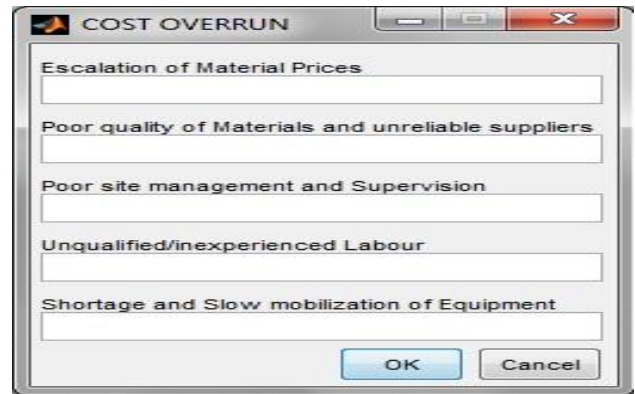 COST OVERRUN
Escalation of Material Prices
Poor quality of Materials and unreliable suppliers
Poor site management and Supervision
Unqualified/inexperienced Labour
Shortage and Slow mobilization of Equipment
OK Cancel